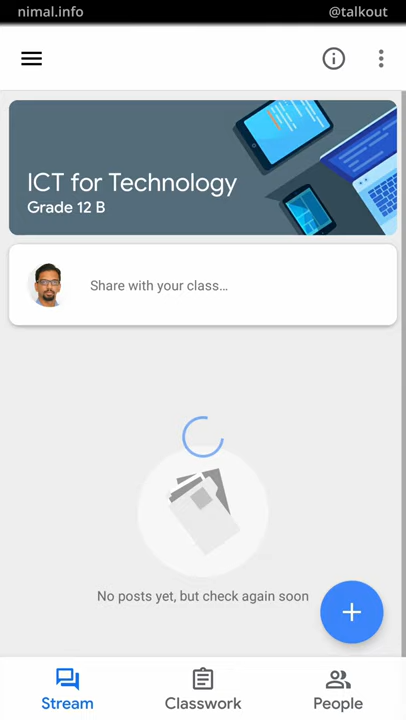 nimal.info
@talkout
ICT for Technology
Grade 12 B
Share with your class...
No posts yet, but check again soon
Stream
Classwork
People